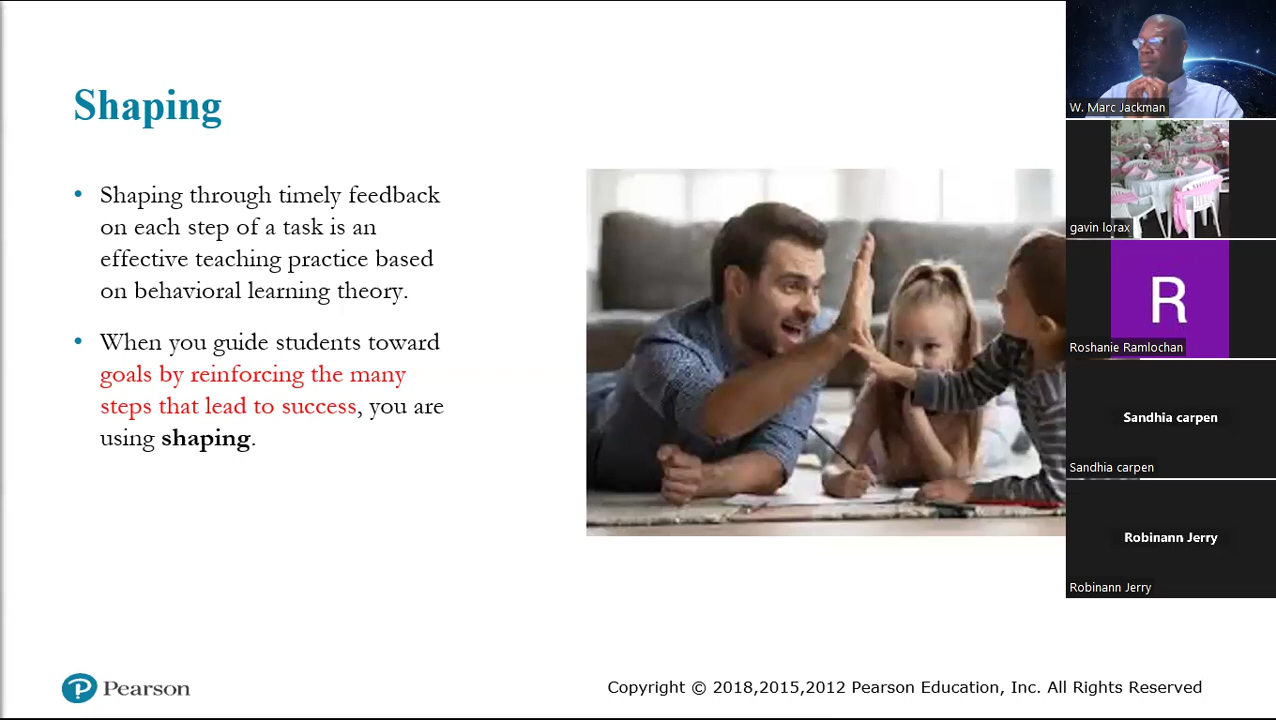 Shaping
• Shaping through timely feedback
on each step of a task is an
effective teaching practice based
on behavioral learning theory.
• When you guide students toward
goals by reinforcing the many
steps that lead to success, you are
using shaping.
Pearson
Copyright © 2018,2015,2012 Pearson Education, Inc. All Rights Reserved
W. Marc Jackman
gavin lorax
R
Roshanie Ramlochan
Sandhia carpen
Sandhia carpen
Robinann Jerry
Robinann Jerry